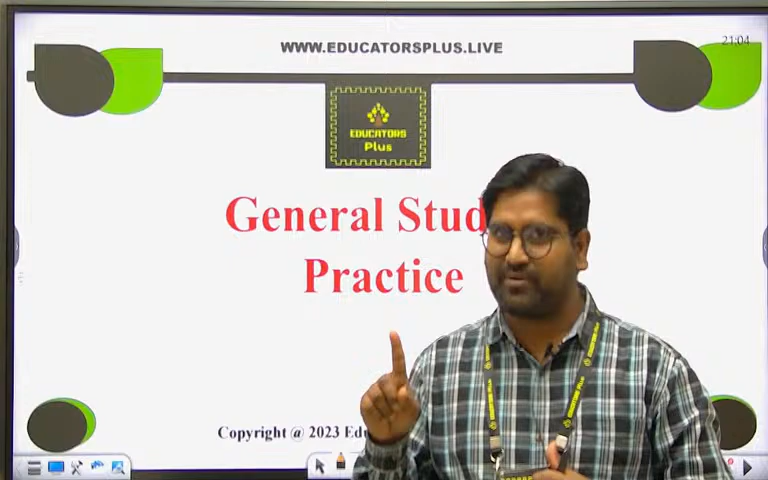 WWW.EDUCATORSPLUS.LIVE
21:04
EDUCATORS
Plus
General Stud
Practice
Copyright @ 2023 Edu